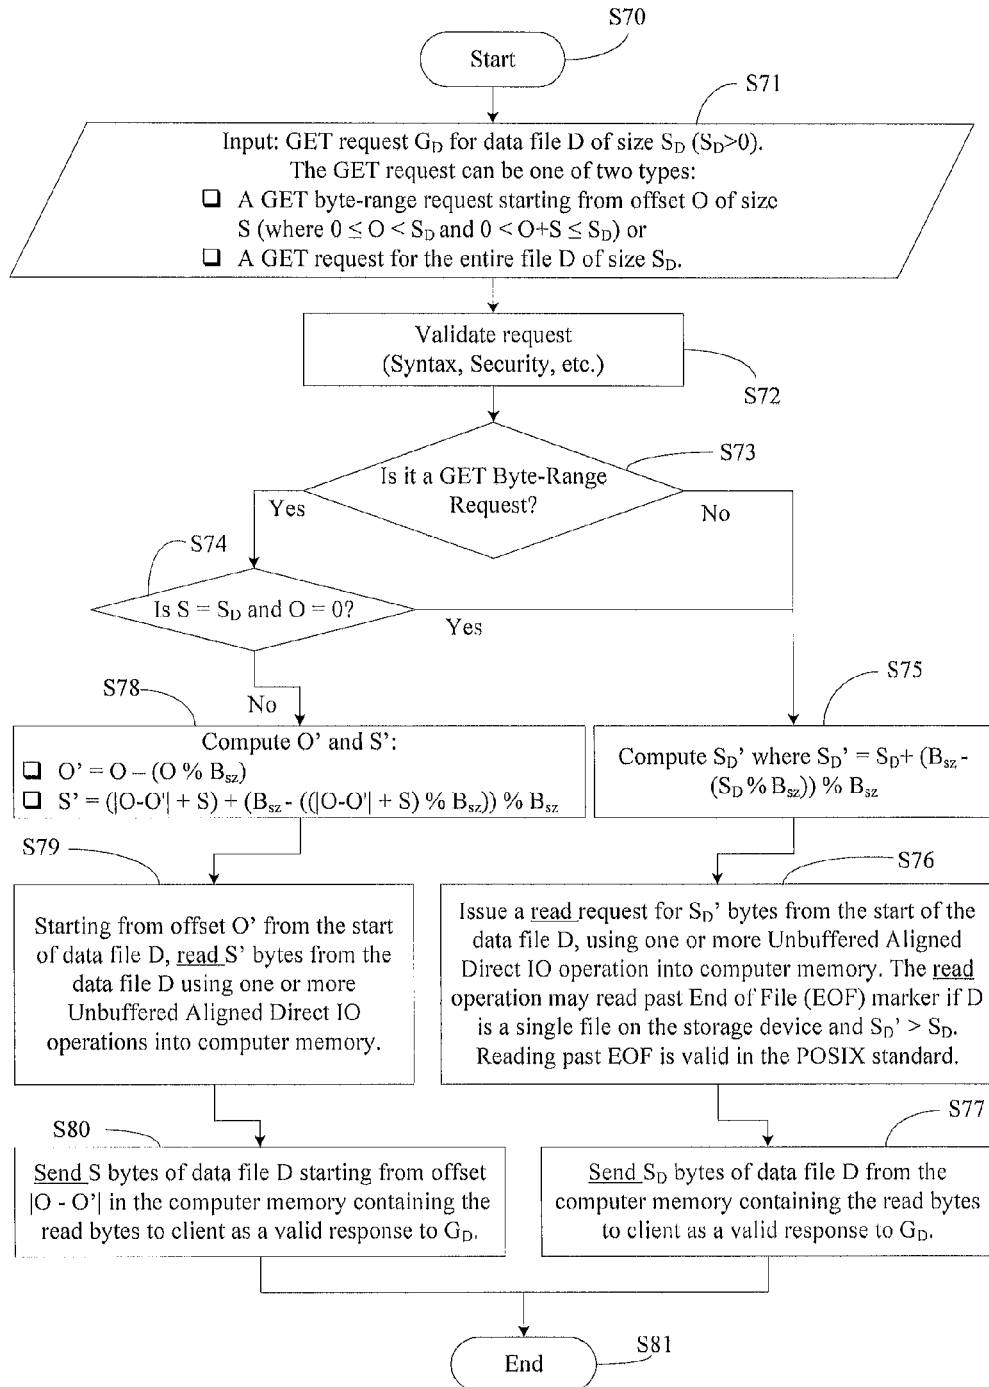 S70
Start
S71
Input: GET request G_D for data file D of size S_D (S_D>0).
The GET request can be one of two types:
❑ A GET byte-range request starting from offset O of size
S (where 0 ≤ O < S_D and 0 < O+S ≤ S_D) or
❑ A GET request for the entire file D of size S_D.
Validate request
(Syntax, Security, etc.)
S72
S73
Is it a GET Byte-Range
Request?
Yes
No
S74
Is S = S_D and O = 0?
Yes
No
S78
Compute O’ and S’:
❑ O’ = O – (O % B_sz)
❑ S’ = (|O-O'| + S) + (B_sz - ((|O-O'| + S) % B_sz)) % B_sz
S75
Compute S_D’ where S_D’ = S_D+ (B_sz -
(S_D % B_sz)) % B_sz
S79
Starting from offset O’ from the start
of data file D, read S’ bytes from the
data file D using one or more
Unbuffered Aligned Direct IO
operations into computer memory.
S76
Issue a read request for S_D’ bytes from the start of the
data file D, using one or more Unbuffered Aligned
Direct IO operation into computer memory. The read
operation may read past End of File (EOF) marker if D
is a single file on the storage device and S_D’ > S_D.
Reading past EOF is valid in the POSIX standard.
S80
Send S bytes of data file D starting from offset
|O - O’| in the computer memory containing the
read bytes to client as a valid response to G_D.
S77
Send S_D bytes of data file D from the
computer memory containing the read bytes
to client as a valid response to G_D.
End
S81